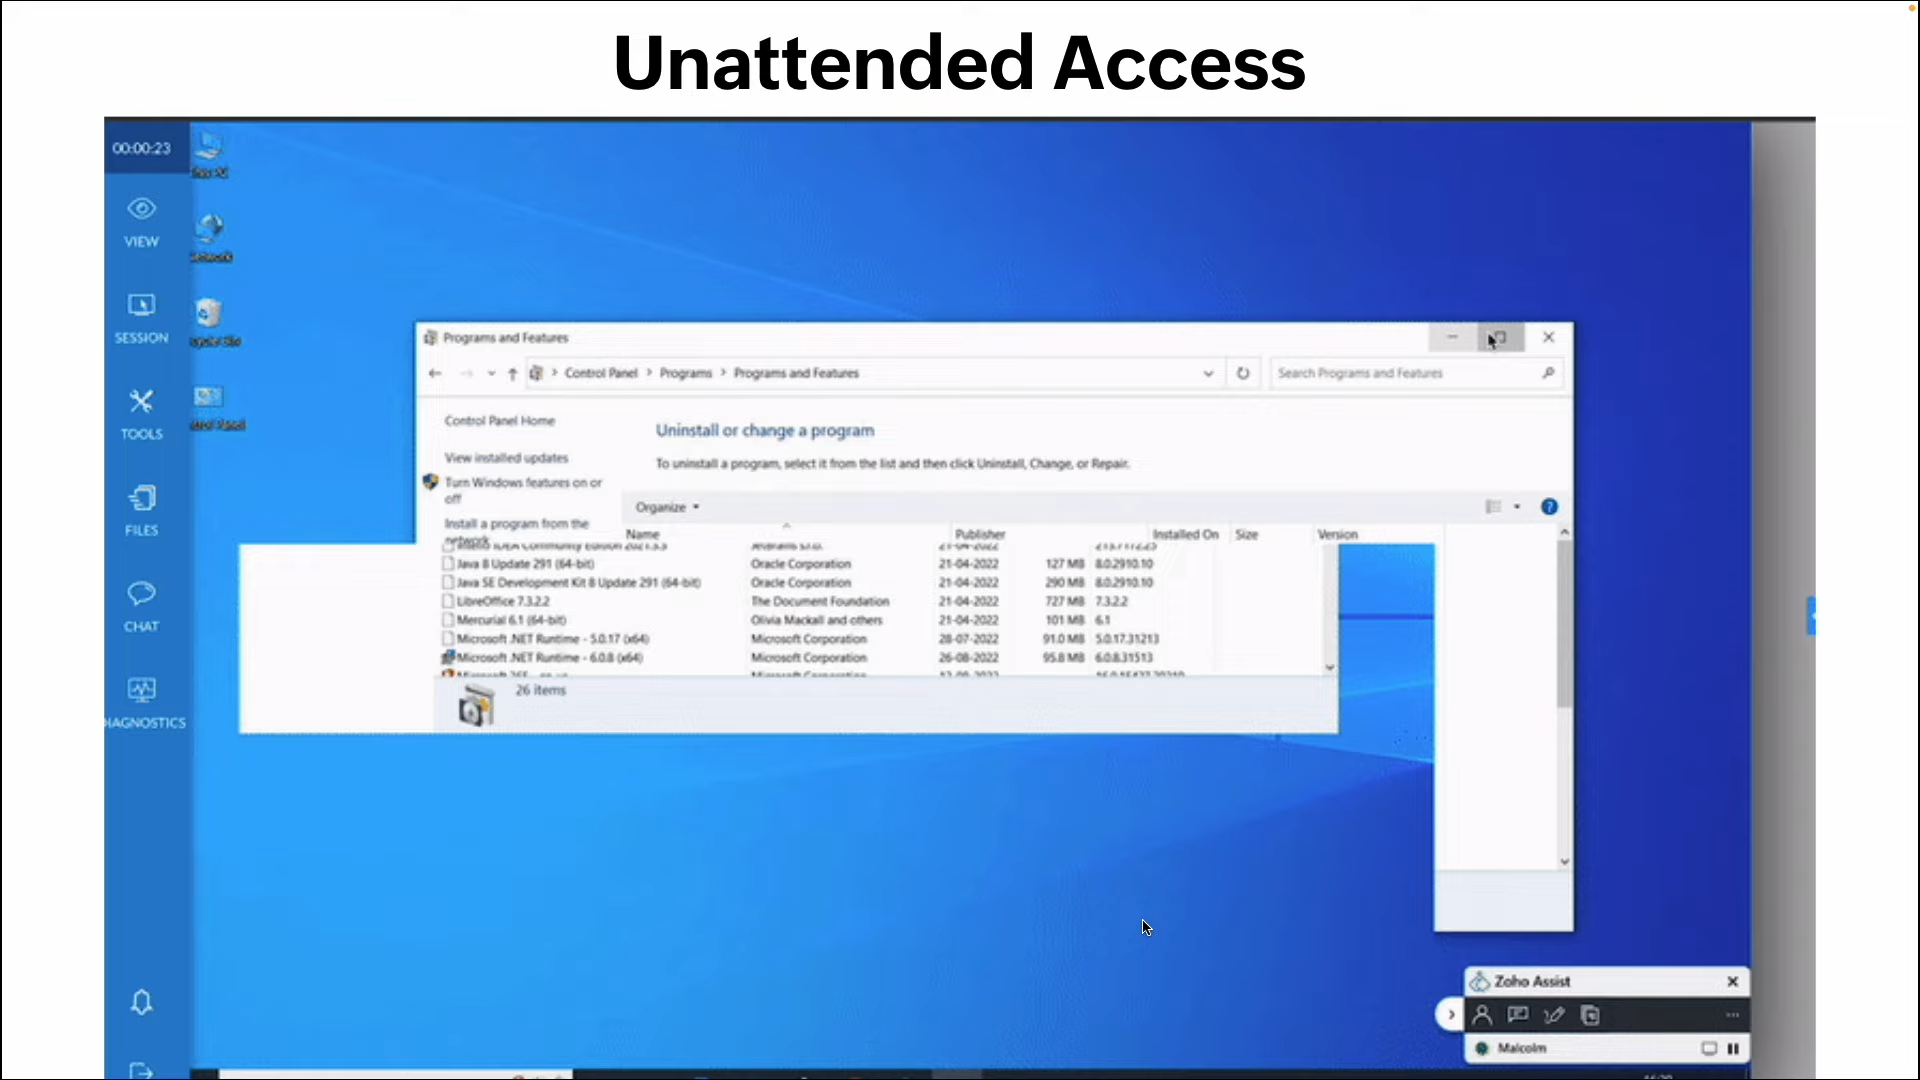 Unattended Access
00:00:23
VIEW
SESSION
TOOLS
FILES
CHAT
IAGNOSTICS
Programs and Features
Control Panel > Programs > Programs and Features
Search Programs and Features
Control Panel Home
View installed updates
Turn Windows features on or
off
Install a program from the
network
Uninstall or change a program
To uninstall a program, select it from the list and then click Uninstall, Change, or Repair.
Organize
Name Publisher Installed On Size Version
Java 8 Update 291 (64-bit) Oracle Corporation 21-04-2022 127 MB 8.0.2910.10
Java SE Development Kit 8 Update 291 (64-bit) Oracle Corporation 21-04-2022 290 MB 8.0.2910.10
LibreOffice 7.3.2.2 The Document Foundation 21-04-2022 727 MB 7.3.2.2
Mercurial 6.1 (64-bit) Olivia Mackall and others 21-04-2022 101 MB 6.1
Microsoft .NET Runtime - 5.0.17 (x64) Microsoft Corporation 28-07-2022 91.0 MB 5.0.17.31213
Microsoft .NET Runtime - 6.0.8 (x64) Microsoft Corporation 26-08-2022 95.8 MB 6.0.8.31513
26 items
Zoho Assist
Malcolm